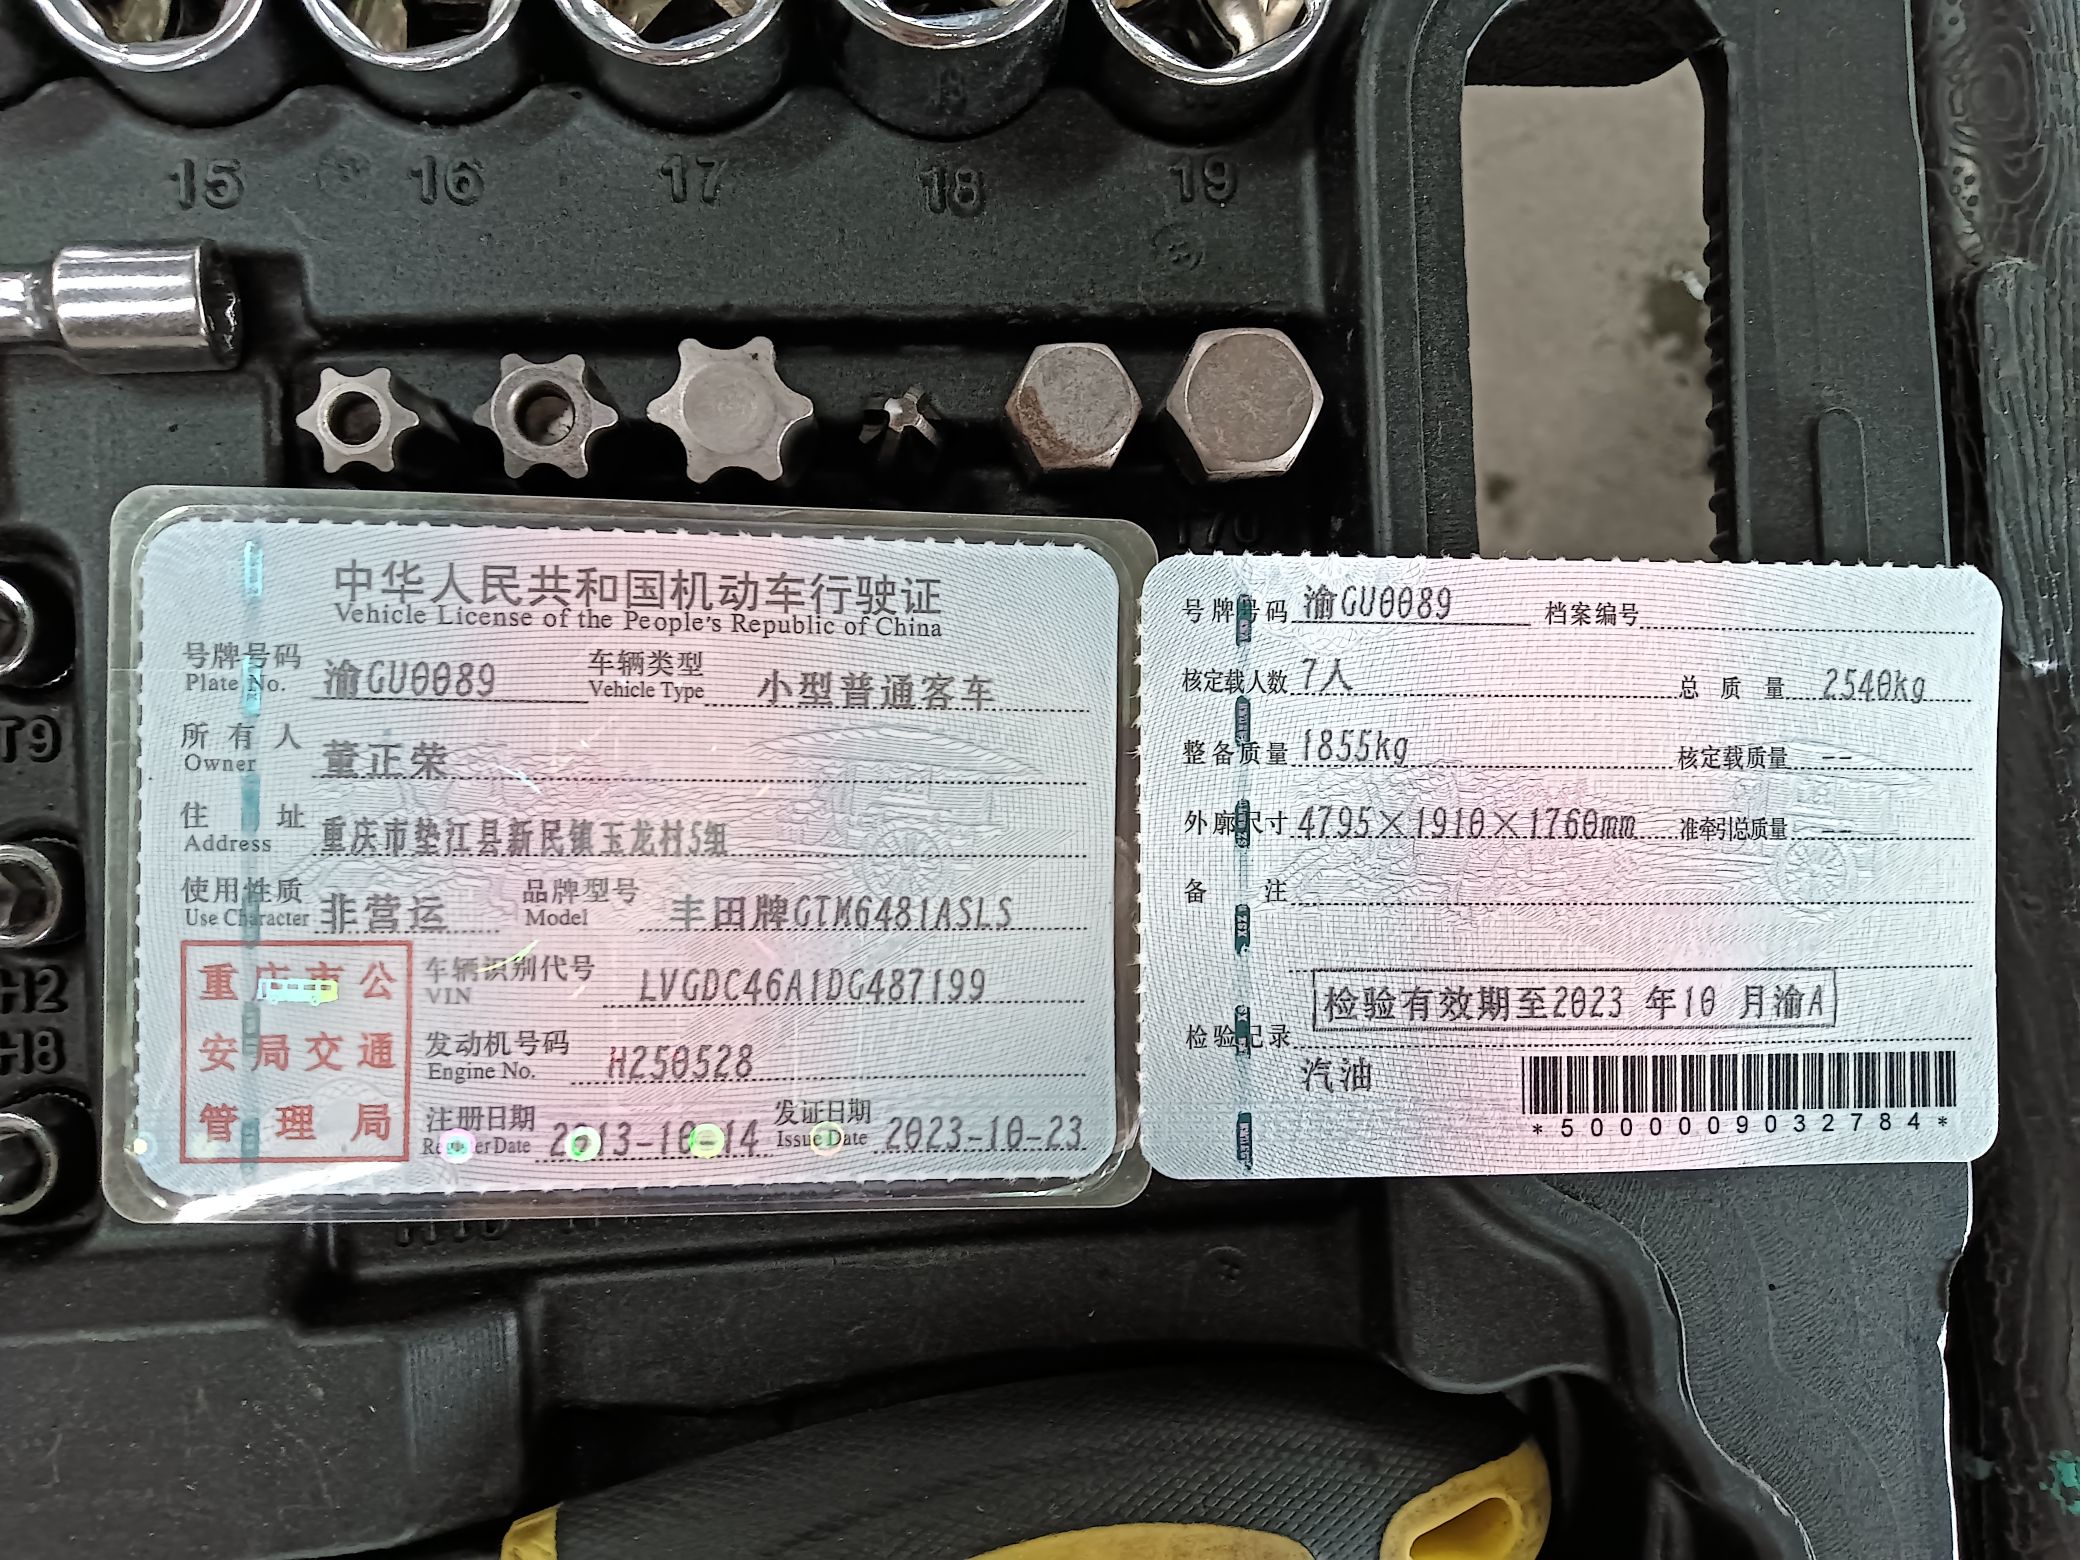 15 16 17 18 19
中华人民共和国机动车行驶证
Vehicle License of the People's Republic of China
号牌号码 渝GU0089 车辆类型 小型普通客车
Plate No. Vehicle Type
所有人 董正荣
Owner
住址 重庆市垫江县新民镇玉龙村5组
Address
使用性质 非营运 品牌型号 丰田牌GTM6481ASLS
Use Character Model
重庆市公
安局交通
管理局
车辆识别代号 LVGDC46A1DG487199
VIN
发动机号码 H250528
Engine No.
注册日期 2013-10-14 发证日期 2023-10-23
Register Date Issue Date
号牌号码 渝GU0089 档案编号
核定载人数 7人 总质量 2540kg
整备质量 1855kg 核定载质量 --
外廓尺寸 4795×1910×1760mm 准牵引总质量 --
备注
检验有效期至2023 年10 月渝A
检验记录
汽油
*5000009032784*
T9
H2
H8